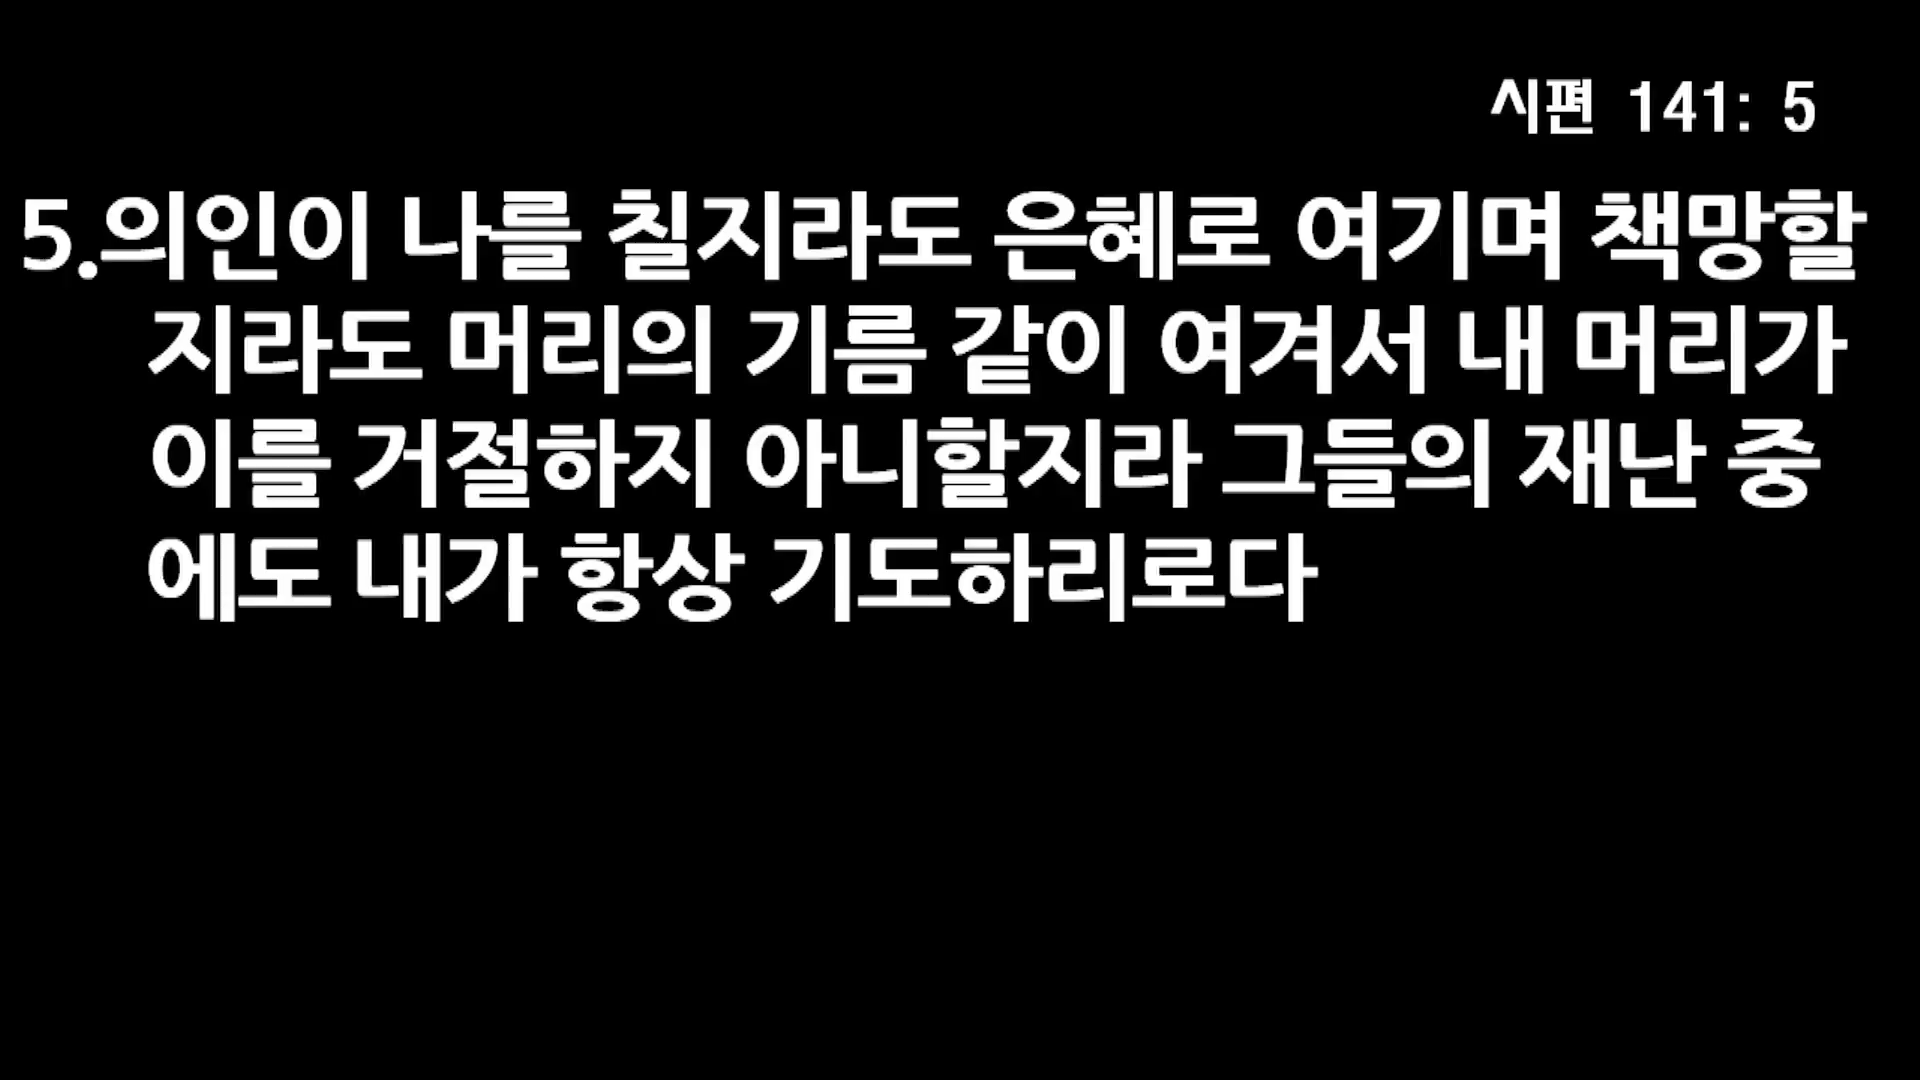 시편 141: 5
5.의인이 나를 칠지라도 은혜로 여기며 책망할
지라도 머리의 기름 같이 여겨서 내 머리가
이를 거절하지 아니할지라 그들의 재난 중
에도 내가 항상 기도하리로다